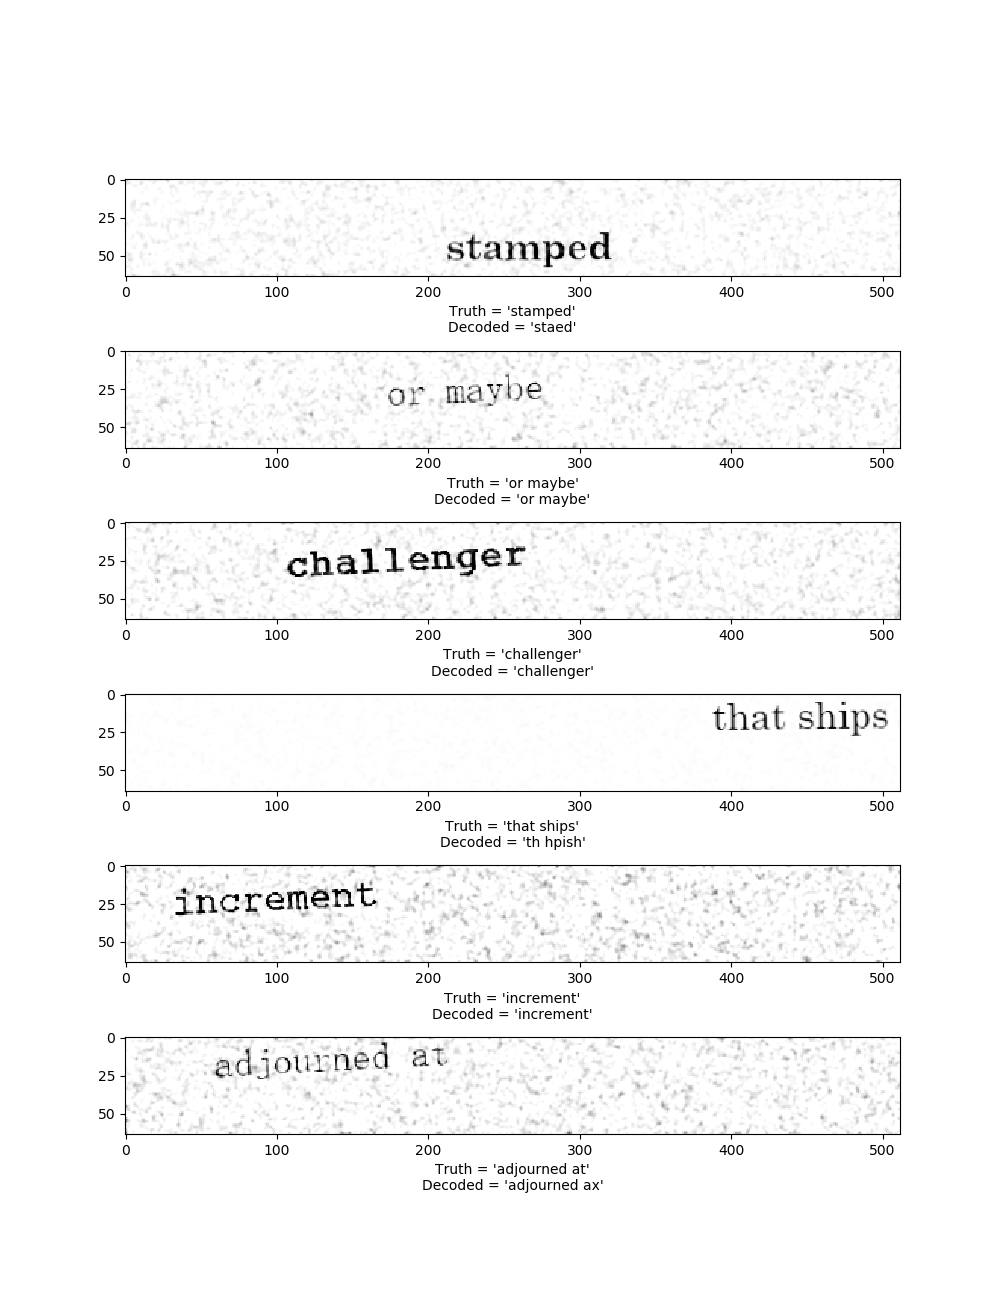 0
25
50
stamped
0 100 200 300 400 500
Truth = 'stamped'
Decoded = 'staed'
0
25
50
or maybe
0 100 200 300 400 500
Truth = 'or maybe'
Decoded = 'or maybe'
0
25
50
challenger
0 100 200 300 400 500
Truth = 'challenger'
Decoded = 'challenger'
0
25
50
that ships
0 100 200 300 400 500
Truth = 'that ships'
Decoded = 'th hpish'
0
25
50
increment
0 100 200 300 400 500
Truth = 'increment'
Decoded = 'increment'
0
25
50
adjourned at
0 100 200 300 400 500
Truth = 'adjourned at'
Decoded = 'adjourned ax'